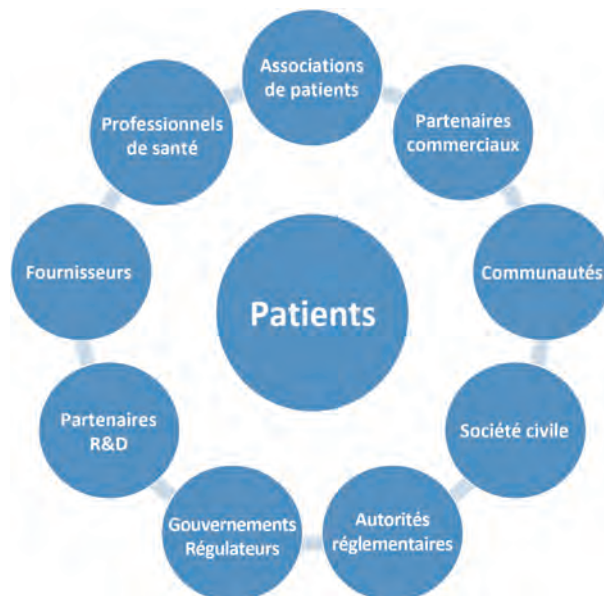 Associations
de patients
Partenaires
commerciaux
Communautés
Société civile
Autorités
réglementaires
Gouvernements
Régulateurs
Partenaires
R&D
Fournisseurs
Professionnels
de santé
Patients